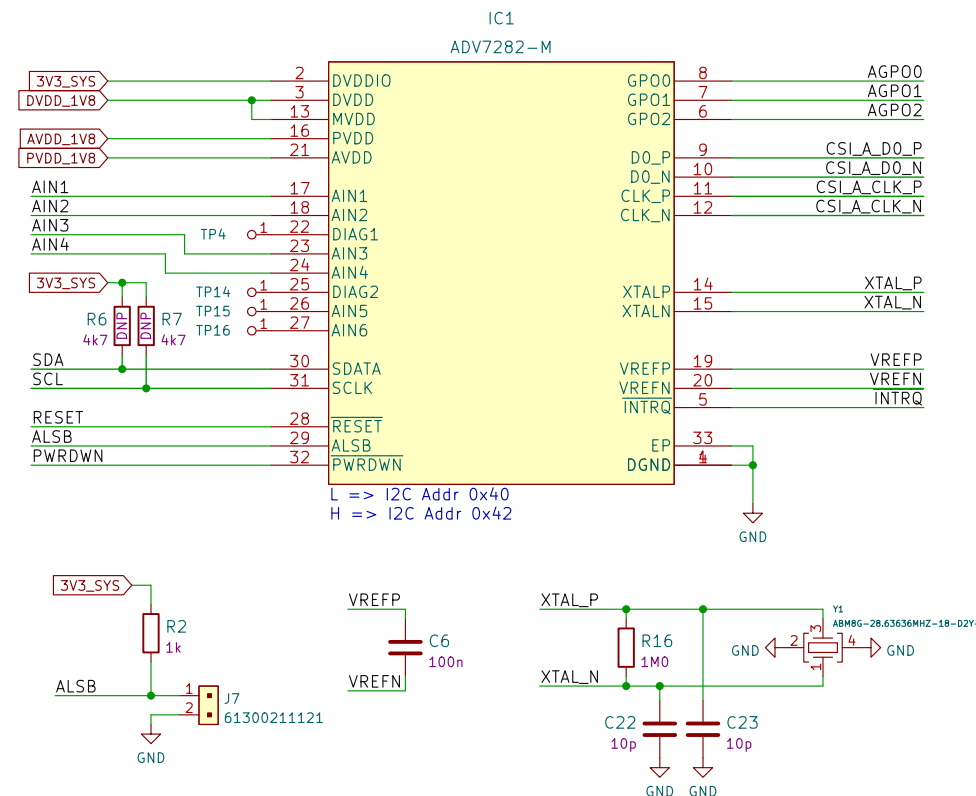 IC1
ADV7282-M
3V3_SYS 2 DVDDIO GPO0 8 AGPO0
DVDD_1V8 3 DVDD GPO1 7 AGPO1
13 MVDD GPO2 6 AGPO2
AVDD_1V8 16 PVDD
PVDD_1V8 21 AVDD D0_P 9 CSI_A_D0_P
D0_N 10 CSI_A_D0_N
AIN1 17 AIN1 CLK_P 11 CSI_A_CLK_P
AIN2 18 AIN2 CLK_N 12 CSI_A_CLK_N
AIN3 TP4 1 22 DIAG1
AIN4 23 AIN3
24 AIN4
3V3_SYS TP14 1 25 DIAG2 XTALP 14 XTAL_P
TP15 1 26 AIN5 XTALN 15 XTAL_N
R6 DNP DNP R7 TP16 1 27 AIN6
4k7 4k7
SDA 30 SDATA VREFP 19 VREFP
SCL 31 SCLK VREFN 20 VREFN
INTRQ 5 INTRQ
RESET 28 RESET
ALSB 29 ALSB EP 33
PWRDWN 32 PWRDWN DGND
L => I2C Addr 0x40
H => I2C Addr 0x42
GND
3V3_SYS
R2
1k
ALSB
1
2
J7
61300211121
GND
VREFP
C6
100n
VREFN
XTAL_P
Y1
ABM8G-28.63636MHZ-18-D2Y-
R16
1M0
GND 2 3 4 GND
1
XTAL_N
C22
10p
C23
10p
GND GND